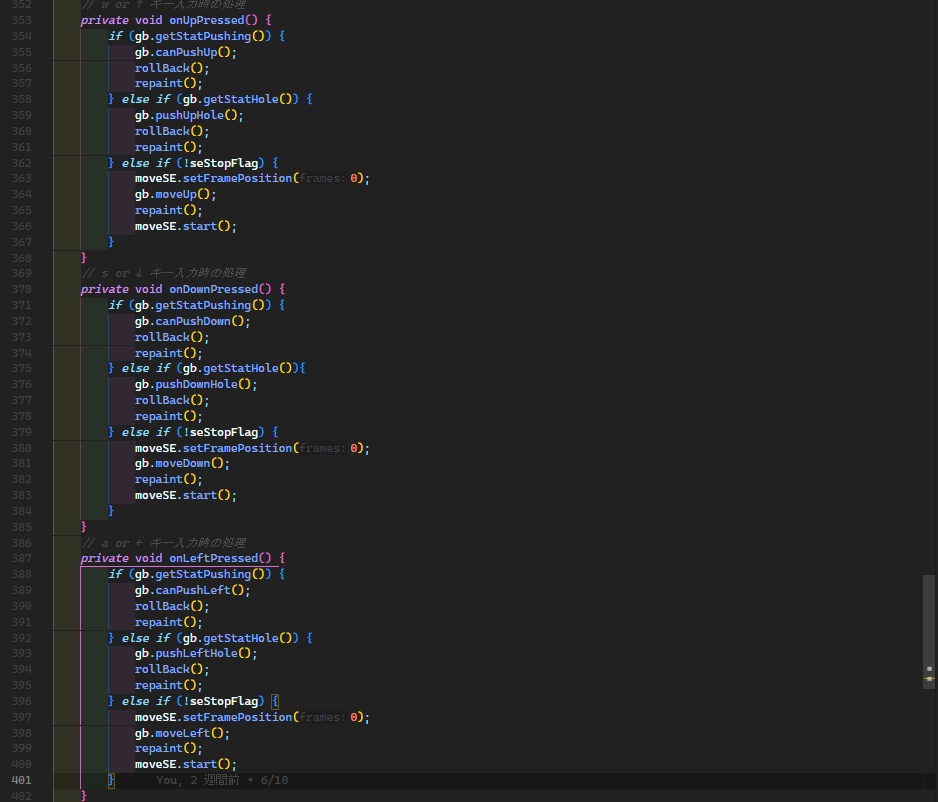 352 // w or ↑ キー入力時の処理
353 private void onUpPressed() {
354 if (gb.getStatPushing()) {
355 gb.canPushUp();
356 rollBack();
357 repaint();
358 } else if (gb.getStatHole()) {
359 gb.pushUpHole();
360 rollBack();
361 repaint();
362 } else if (!seStopFlag) {
363 moveSE.setFramePosition(frames: 0);
364 gb.moveUp();
365 repaint();
366 moveSE.start();
367 }
368 }
369 // s or ↓ キー入力時の処理
370 private void onDownPressed() {
371 if (gb.getStatPushing()) {
372 gb.canPushDown();
373 rollBack();
374 repaint();
375 } else if (gb.getStatHole()){
376 gb.pushDownHole();
377 rollBack();
378 repaint();
379 } else if (!seStopFlag) {
380 moveSE.setFramePosition(frames: 0);
381 gb.moveDown();
382 repaint();
383 moveSE.start();
384 }
385 }
386 // a or ← キー入力時の処理
387 private void onLeftPressed() {
388 if (gb.getStatPushing()) {
389 gb.canPushLeft();
390 rollBack();
391 repaint();
392 } else if (gb.getStatHole()) {
393 gb.pushLeftHole();
394 rollBack();
395 repaint();
396 } else if (!seStopFlag) {
397 moveSE.setFramePosition(frames: 0);
398 gb.moveLeft();
399 repaint();
400 moveSE.start();
401 } You, 2 週間前 • 6/10
402 }